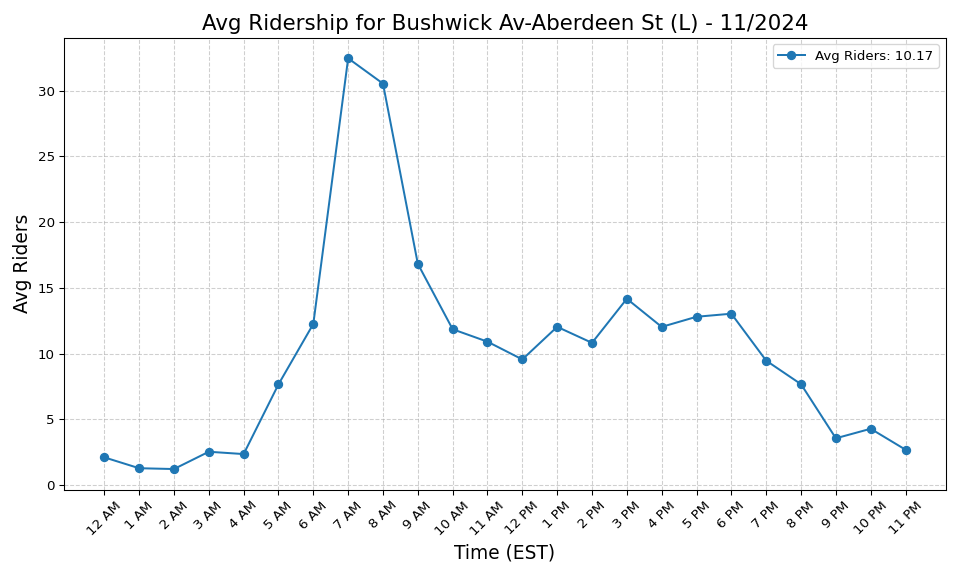 Avg Ridership for Bushwick Av-Aberdeen St (L) - 11/2024
Avg Riders: 10.17
Avg Riders
30
25
20
15
10
5
0
12 AM
1 AM
2 AM
3 AM
4 AM
5 AM
6 AM
7 AM
8 AM
9 AM
10 AM
11 AM
12 PM
1 PM
2 PM
3 PM
4 PM
5 PM
6 PM
7 PM
8 PM
9 PM
10 PM
11 PM
Time (EST)